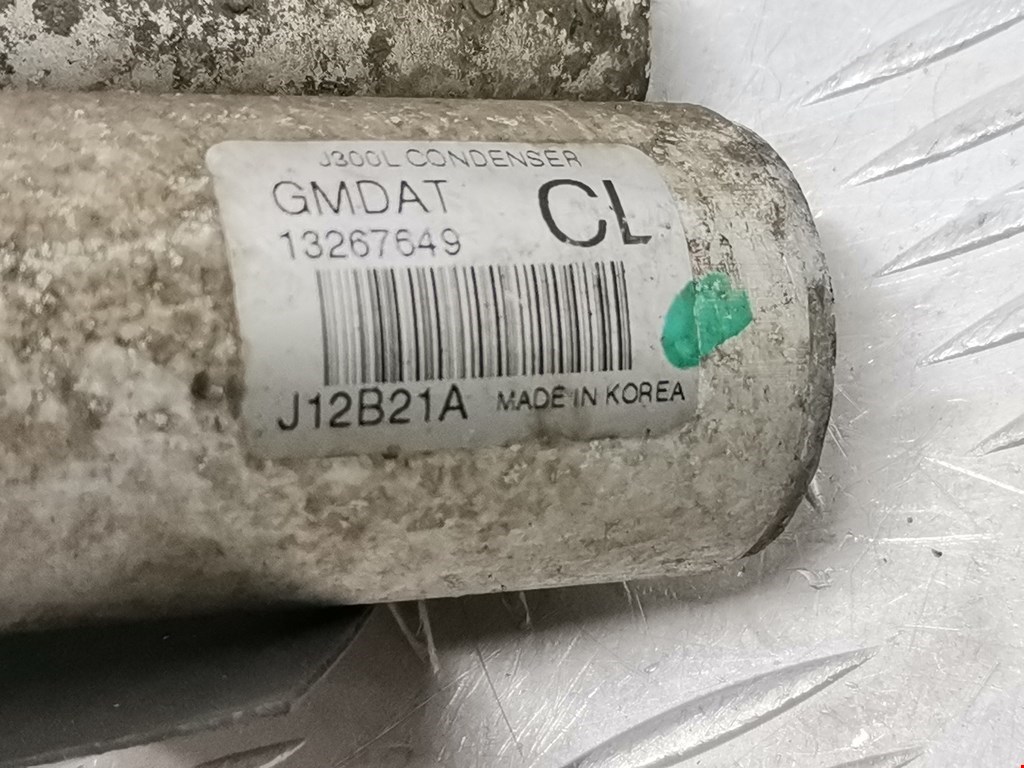 J300L CONDENSER
GMDAT CL
13267649
J12B21A MADE IN KOREA